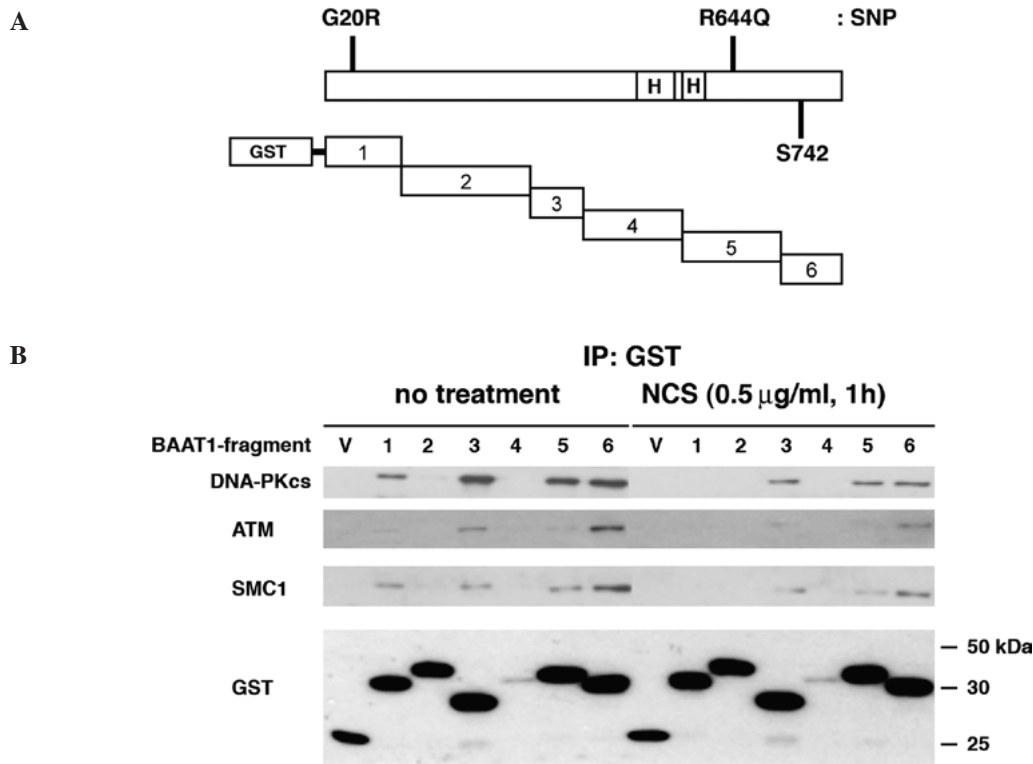 A
G20R R644Q : SNP
H H
GST 1 S742
2
3
4
5
6
B
IP: GST
no treatment NCS (0.5 μg/ml, 1h)
BAAT1-fragment V 1 2 3 4 5 6 V 1 2 3 4 5 6
DNA-PKcs
ATM
SMC1
GST
50 kDa
30
25